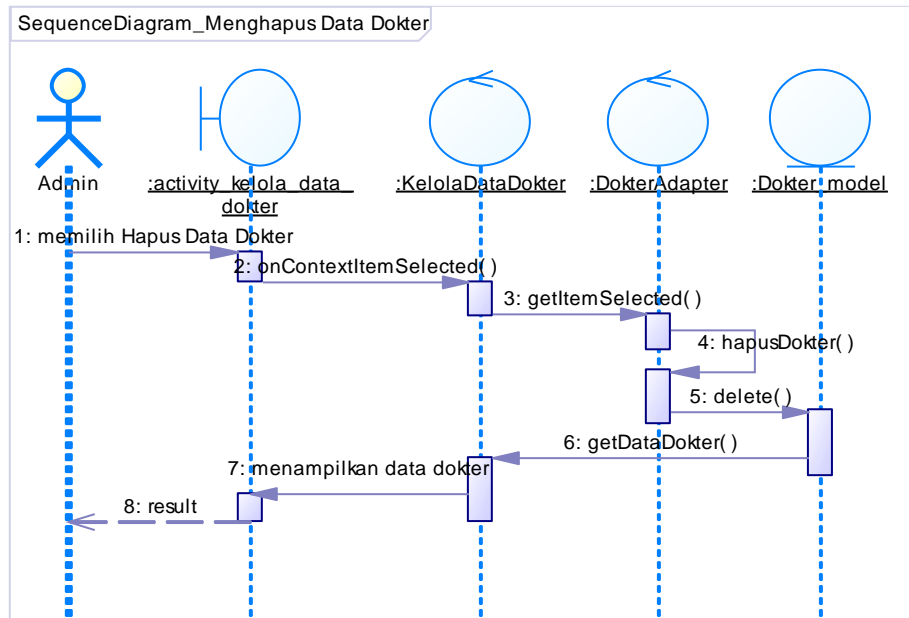 SequenceDiagram_Menghapus Data Dokter
Admin
:activity_kelola_data_
dokter
:KelolaDataDokter
:DokterAdapter
:Dokter_model
1: memilih Hapus Data Dokter
2: onContextItemSelected( )
3: getItemSelected( )
4: hapusDokter( )
5: delete( )
6: getDataDokter( )
7: menampilkan data dokter
8: result